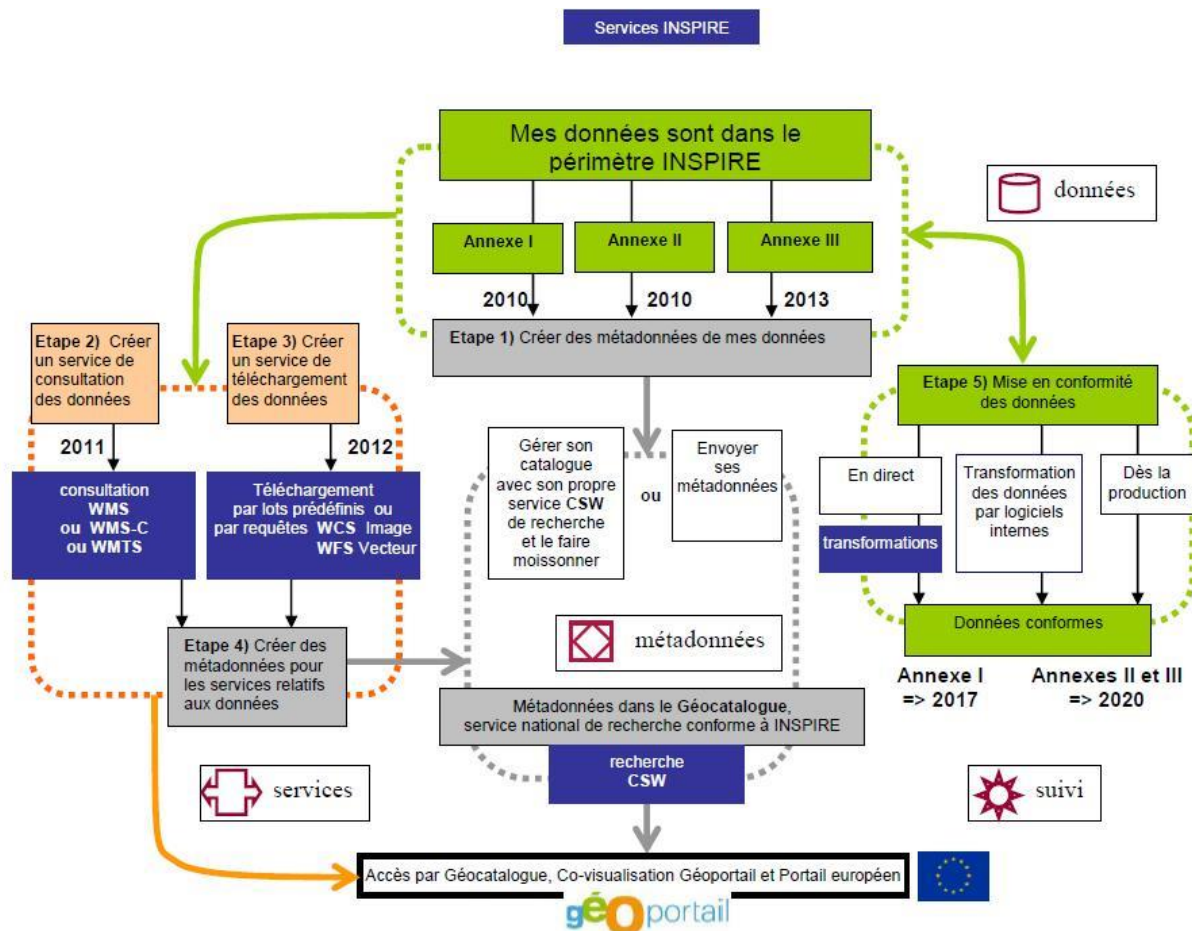 Services INSPIRE
Mes données sont dans le
périmètre INSPIRE
données
Annexe I
Annexe II
Annexe III
2010
2010
2013
Etape 1) Créer des métadonnées de mes données
Etape 2) Créer
un service de
consultation
des données
Etape 3) Créer
un service de
téléchargement
des données
2011
2012
consultation
WMS
ou WMS-C
ou WMTS
Téléchargement
par lots prédéfinis ou
par requêtes WCS Image
WFS Vecteur
Etape 4) Créer des
métadonnées pour
les services relatifs
aux données
services
Gérer son
catalogue
avec son propre
service CSW
de recherche
et le faire
moissonner
ou
Envoyer
ses
métadonnées
métadonnées
Métadonnées dans le Géocatalogue,
service national de recherche conforme à INSPIRE
recherche
CSW
Etape 5) Mise en conformité
des données
En direct
transformations
Transformation
des données
par logiciels
internes
Dès la
production
Données conformes
Annexe I
=> 2017
Annexes II et III
=> 2020
suivi
Accès par Géocatalogue, Co-visualisation Géoportail et Portail européen
géoportail